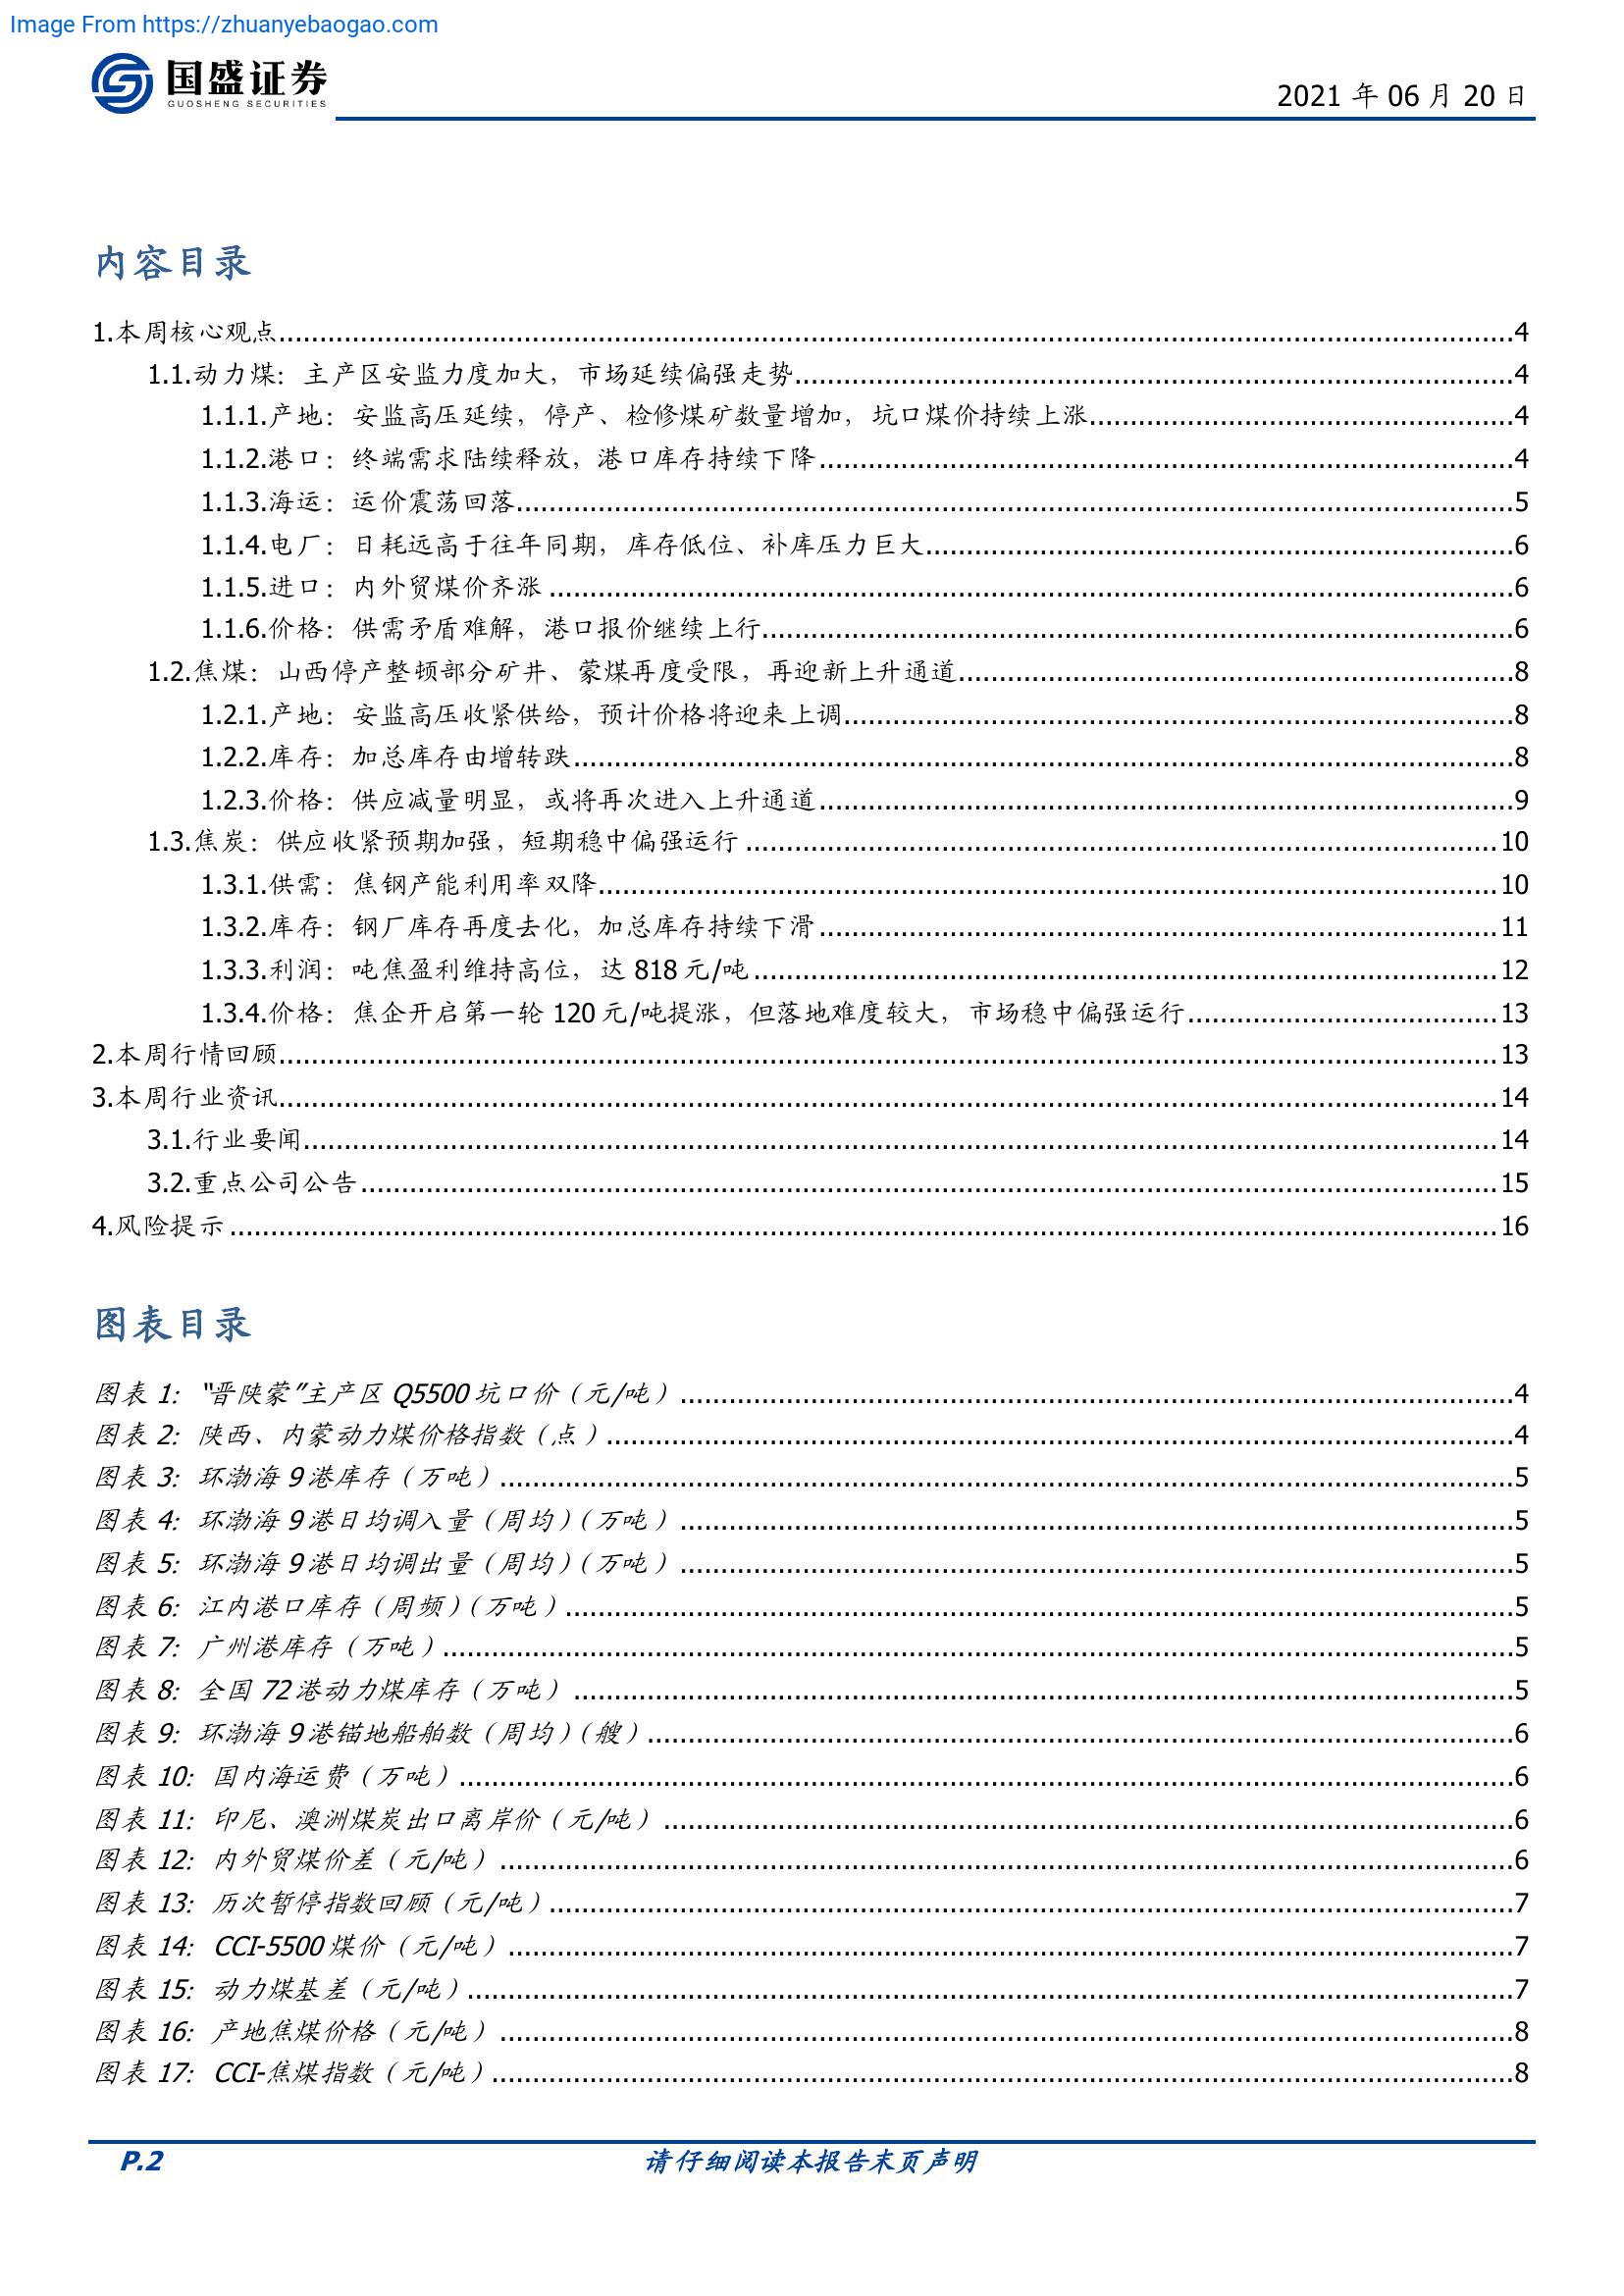 Image From https://zhuanyebaogao.com
国盛证券
GUOSHENG SECURITIES
2021 年 06 月 20 日
内容目录
1.本周核心观点 4
1.1.动力煤：主产区安监力度加大，市场延续偏强走势 4
1.1.1.产地：安监高压延续，停产、检修煤矿数量增加，坑口煤价持续上涨 4
1.1.2.港口：终端需求陆续释放，港口库存持续下降 4
1.1.3.海运：运价震荡回落 5
1.1.4.电厂：日耗远高于往年同期，库存低位、补库压力巨大 6
1.1.5.进口：内外贸煤价齐涨 6
1.1.6.价格：供需矛盾难解，港口报价继续上行 6
1.2.焦煤：山西停产整顿部分矿井、蒙煤再度受限，再迎新上升通道 8
1.2.1.产地：安监高压收紧供给，预计价格将迎来上调 8
1.2.2.库存：加总库存由增转跌 8
1.2.3.价格：供应减量明显，或将再次进入上升通道 9
1.3.焦炭：供应收紧预期加强，短期稳中偏强运行 10
1.3.1.供需：焦钢产能利用率双降 10
1.3.2.库存：钢厂库存再度去化，加总库存持续下滑 11
1.3.3.利润：吨焦盈利维持高位，达 818 元/吨 12
1.3.4.价格：焦企开启第一轮 120 元/吨提涨，但落地难度较大，市场稳中偏强运行 13
2.本周行情回顾 13
3.本周行业资讯 14
3.1.行业要闻 14
3.2.重点公司公告 15
4.风险提示 16
图表目录
图表 1：“晋陕蒙”主产区 Q5500 坑口价（元/吨） 4
图表 2：陕西、内蒙动力煤价格指数（点） 4
图表 3：环渤海 9 港库存（万吨） 5
图表 4：环渤海 9 港日均调入量（周均）（万吨） 5
图表 5：环渤海 9 港日均调出量（周均）（万吨） 5
图表 6：江内港口库存（周频）（万吨） 5
图表 7：广州港库存（万吨） 5
图表 8：全国 72 港动力煤库存（万吨） 5
图表 9：环渤海 9 港锚地船舶数（周均）（艘） 6
图表 10：国内海运费（万吨） 6
图表 11：印尼、澳洲煤炭出口离岸价（元/吨） 6
图表 12：内外贸煤价差（元/吨） 6
图表 13：历次暂停指数回顾（元/吨） 7
图表 14：CCI-5500 煤价（元/吨） 7
图表 15：动力煤基差（元/吨） 7
图表 16：产地焦煤价格（元/吨） 8
图表 17：CCI-焦煤指数（元/吨） 8
P.2
请仔细阅读本报告末页声明